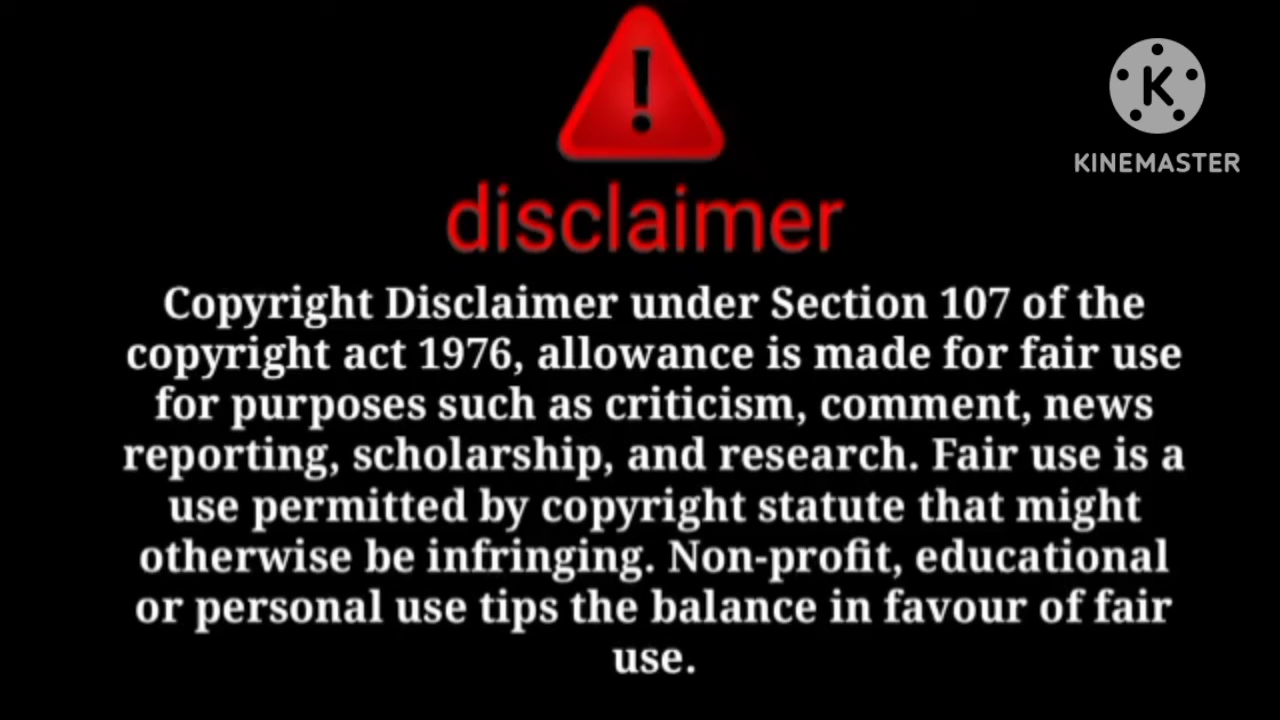 !
K
KINEMASTER
disclaimer
Copyright Disclaimer under Section 107 of the
copyright act 1976, allowance is made for fair use
for purposes such as criticism, comment, news
reporting, scholarship, and research. Fair use is a
use permitted by copyright statute that might
otherwise be infringing. Non-profit, educational
or personal use tips the balance in favour of fair
use.